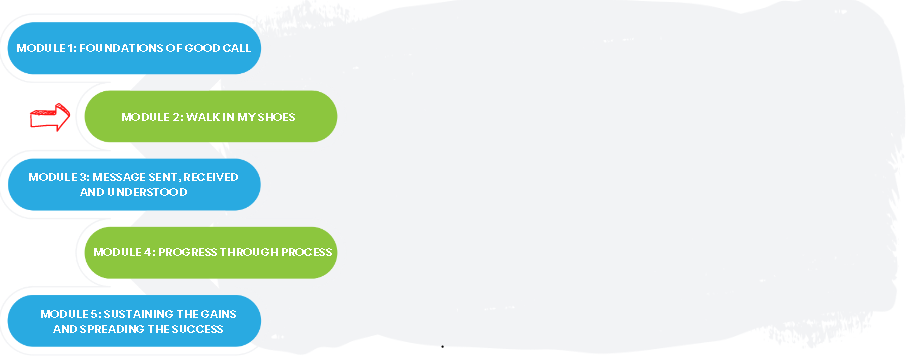 MODULE 1: FOUNDATIONS OF GOOD CALL
MODULE 2: WALK IN MY SHOES
MODULE 3: MESSAGE SENT, RECEIVED
AND UNDERSTOOD
MODULE 4: PROGRESS THROUGH PROCESS
MODULE 5: SUSTAINING THE GAINS
AND SPREADING THE SUCCESS
.